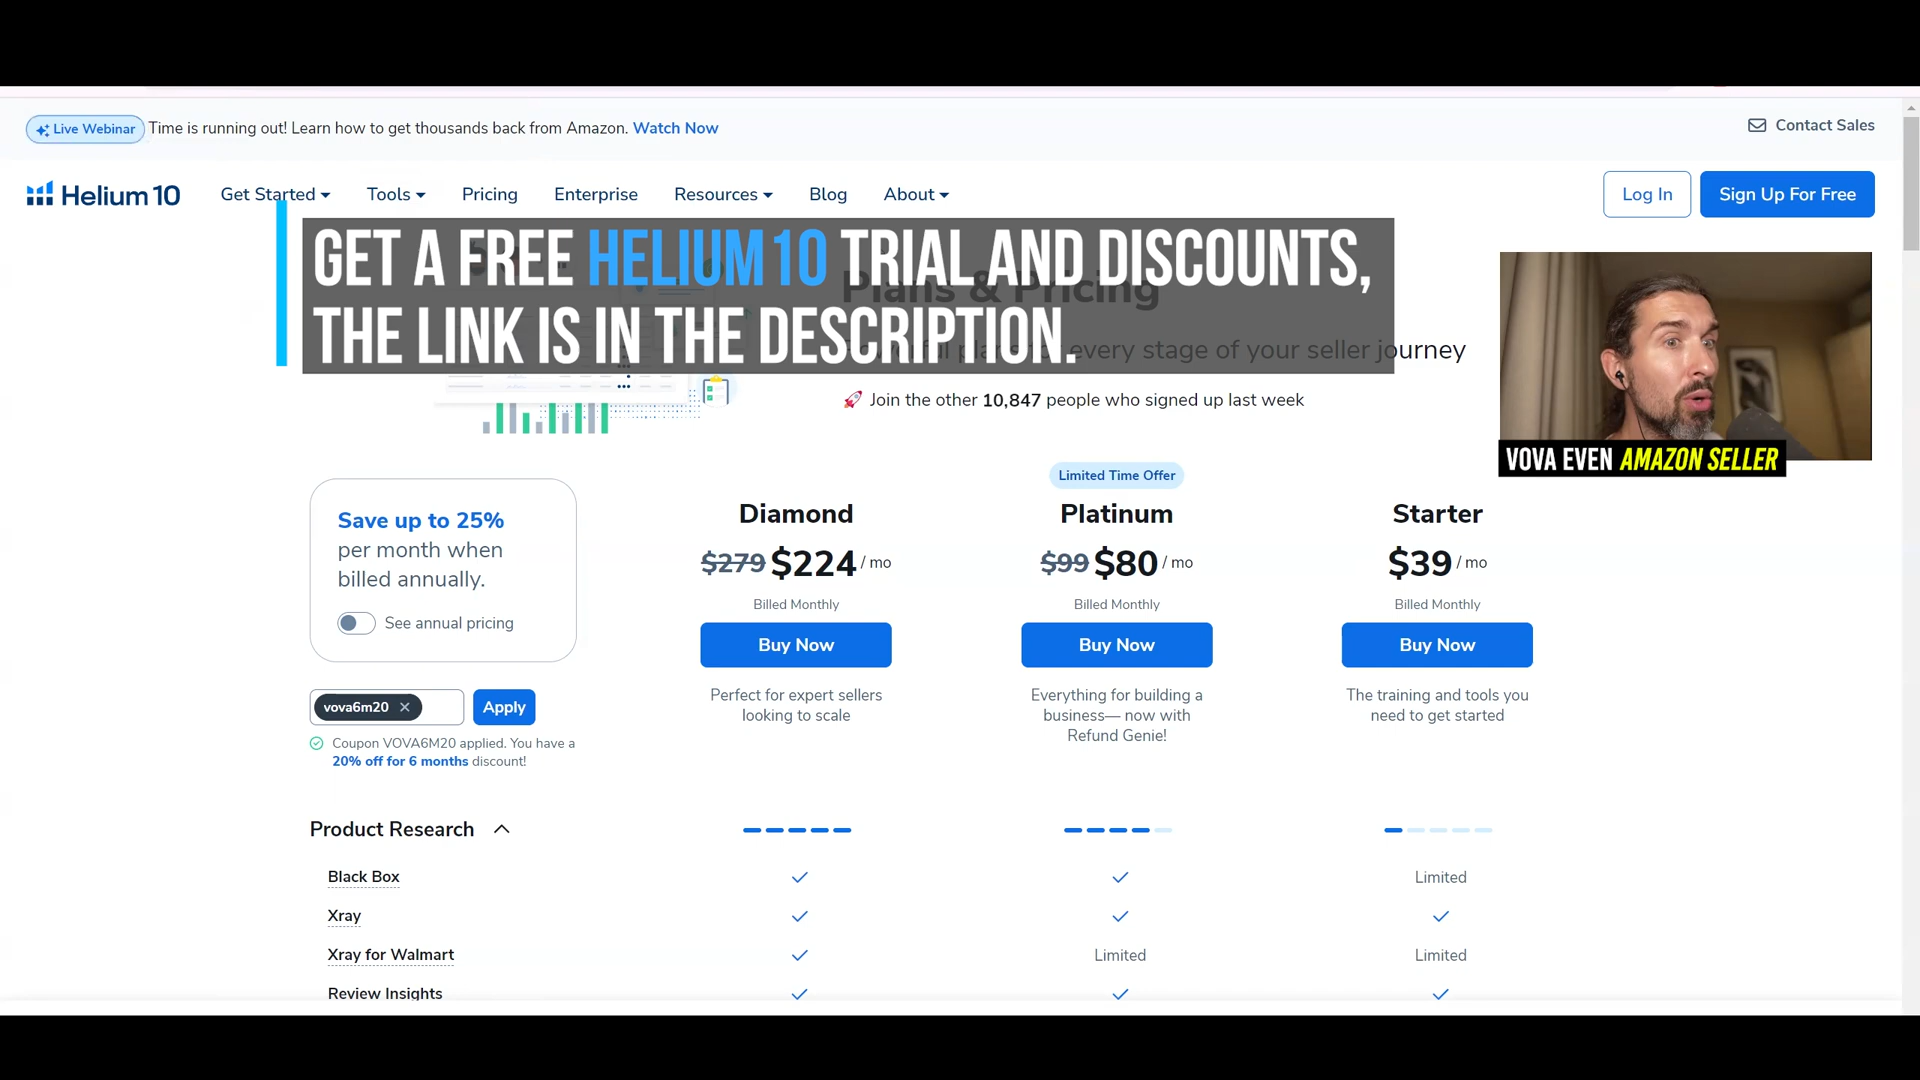 Live Webinar Time is running out! Learn how to get thousands back from Amazon. Watch Now
Contact Sales
Helium 10 Get Started Tools Pricing Enterprise Resources Blog About Log In Sign Up For Free
GET A FREE HELIUM 10 TRIAL AND DISCOUNTS,
THE LINK IS IN THE DESCRIPTION.
Plans & Pricing
Powerful plans for every stage of your seller journey
Join the other 10,847 people who signed up last week
VOVA EVEN AMAZON SELLER
Save up to 25%
per month when
billed annually.
See annual pricing
vova6m20
Apply
Coupon VOVA6M20 applied. You have a
20% off for 6 months discount!
Limited Time Offer
Diamond Platinum Starter
$279 $224 / mo $99 $80 / mo $39 / mo
Billed Monthly Billed Monthly Billed Monthly
Buy Now Buy Now Buy Now
Perfect for expert sellers
looking to scale
Everything for building a
business— now with
Refund Genie!
The training and tools you
need to get started
Product Research
Black Box Limited
Xray
Xray for Walmart Limited Limited
Review Insights